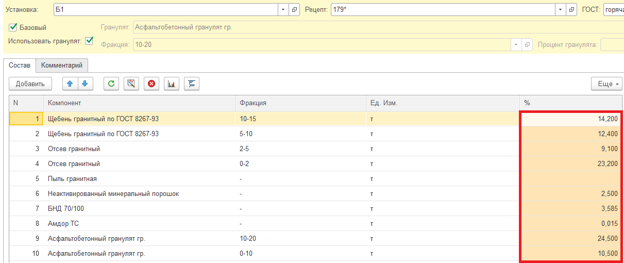 Установка: Б1 Рецепт: 179* ГОСТ: горяча
Базовый Гранулят: Асфальтобетонный гранулят гр.
Использовать гранулят: Фракция: 10-20 Процент гранулята:
Состав Комментарий
Добавить Еще
N Компонент Фракция Ед. Изм. %
1 Щебень гранитный по ГОСТ 8267-93 10-15 т 14,200
2 Щебень гранитный по ГОСТ 8267-93 5-10 т 12,400
3 Отсев гранитный 2-5 т 9,100
4 Отсев гранитный 0-2 т 23,200
5 Пыль гранитная - т
6 Неактивированный минеральный порошок - т 2,500
7 БНД 70/100 - т 3,585
8 Амдор ТС - т 0,015
9 Асфальтобетонный гранулят гр. 10-20 т 24,500
10 Асфальтобетонный гранулят гр. 0-10 т 10,500